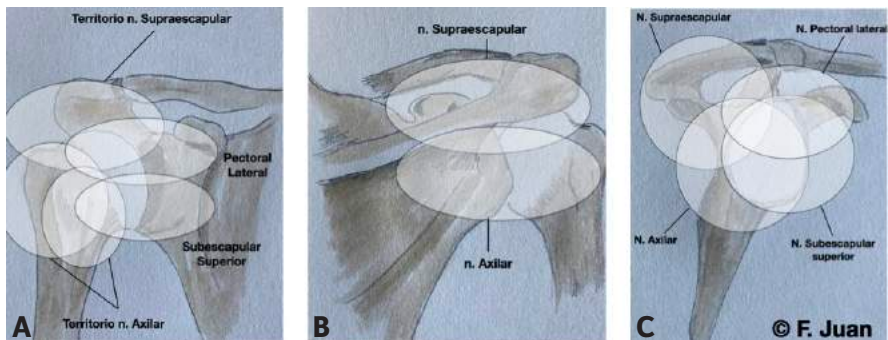 Territorio n. Supraescapular
Pectoral
Lateral
Subescapular
Superior
Territorio n. Axilar
A
n. Supraescapular
n. Axilar
B
N. Supraescapular
N. Pectoral lateral
N. Axilar
N. Subescapular
superior
C
© F. Juan